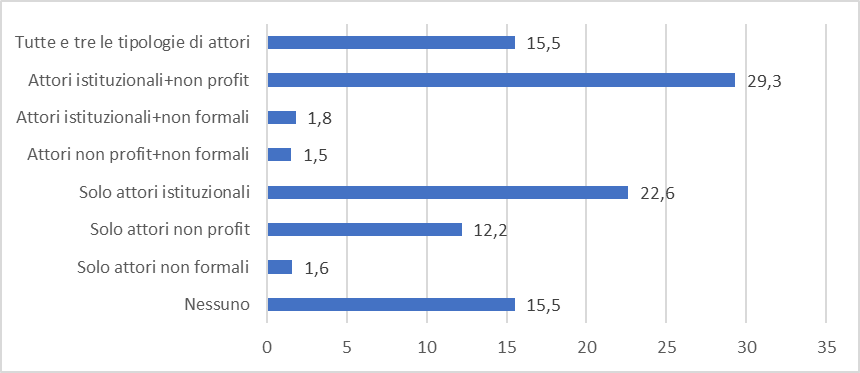 Tutte e tre le tipologie di attori 15,5
Attori istituzionali+non profit 29,3
Attori istituzionali+non formali 1,8
Attori non profit+non formali 1,5
Solo attori istituzionali 22,6
Solo attori non profit 12,2
Solo attori non formali 1,6
Nessuno 15,5
0 5 10 15 20 25 30 35